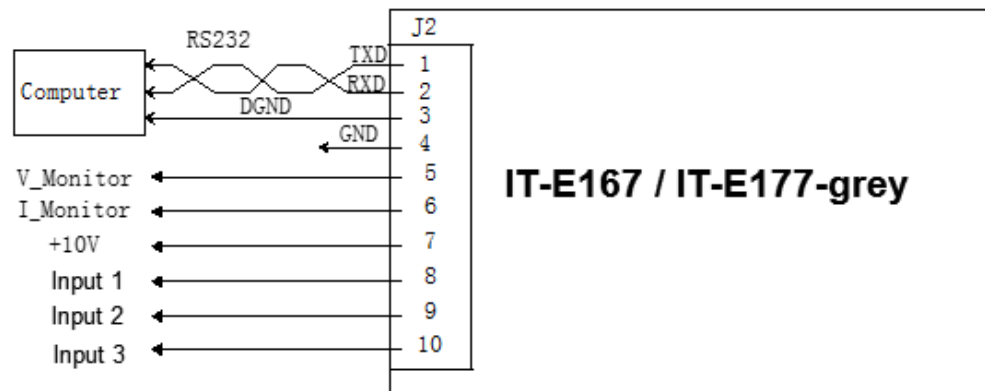 J2
RS232
TXD
1
RXD
2
Computer
DGND
3
GND
4
IT-E167 / IT-E177-grey
V_Monitor
5
I_Monitor
6
+10V
7
Input 1
8
Input 2
9
Input 3
10